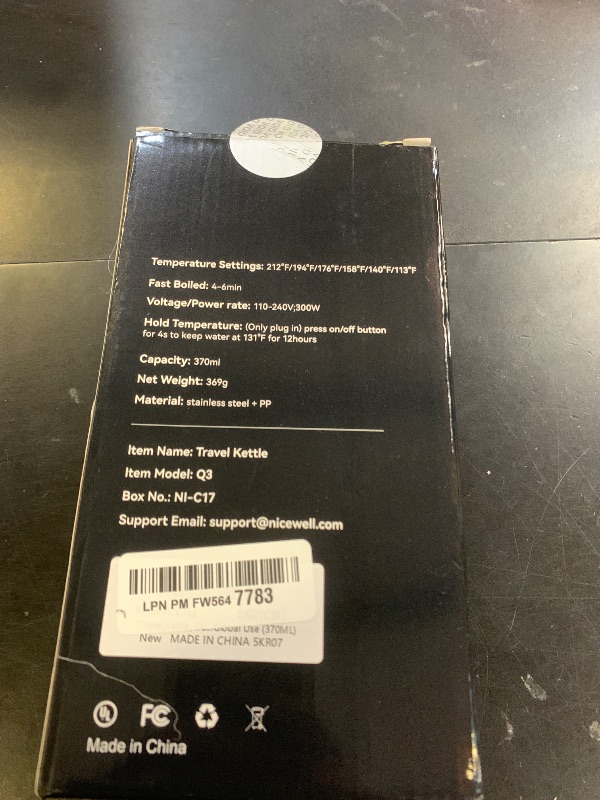 Temperature Settings: 212°F/194°F/176°F/158°F/140°F/113°F
Fast Boiled: 4-6min
Voltage/Power rate: 110-240V;300W
Hold Temperature: (Only plug in) press on/off button
for 4s to keep water at 131°F for 12hours
Capacity: 370ml
Net Weight: 369g
Material: stainless steel + PP
Item Name: Travel Kettle
Item Model: Q3
Box No.: NI-C17
Support Email: support@nicewell.com
LPN PM FW564 7783
Global Use (370ML)
New MADE IN CHINA 5KR07
UL FC
Made in China